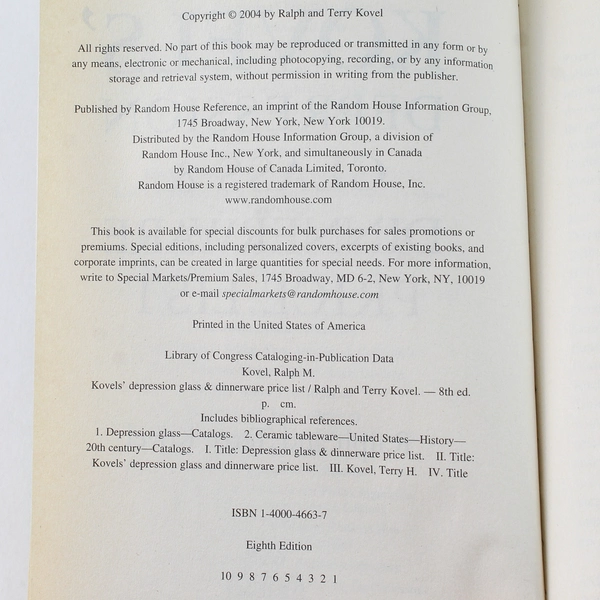 Copyright © 2004 by Ralph and Terry Kovel
All rights reserved. No part of this book may be reproduced or transmitted in any form or by
any means, electronic or mechanical, including photocopying, recording, or by any information
storage and retrieval system, without permission in writing from the publisher.
Published by Random House Reference, an imprint of the Random House Information Group,
1745 Broadway, New York, New York 10019.
Distributed by the Random House Information Group, a division of
Random House Inc., New York, and simultaneously in Canada
by Random House of Canada Limited, Toronto.
Random House is a registered trademark of Random House, Inc.
www.randomhouse.com
This book is available for special discounts for bulk purchases for sales promotions or
premiums. Special editions, including personalized covers, excerpts of existing books, and
corporate imprints, can be created in large quantities for special needs. For more information,
write to Special Markets/Premium Sales, 1745 Broadway, MD 6-2, New York, NY, 10019
or e-mail specialmarkets@randomhouse.com
Printed in the United States of America
Library of Congress Cataloging-in-Publication Data
Kovel, Ralph M.
Kovels' depression glass & dinnerware price list / Ralph and Terry Kovel. — 8th ed.
p. cm.
Includes bibliographical references.
1. Depression glass—Catalogs. 2. Ceramic tableware—United States—History—
20th century—Catalogs. I. Title: Depression glass & dinnerware price list. II. Title:
Kovels' depression glass and dinnerware price list. III. Kovel, Terry H. IV. Title
ISBN 1-4000-4663-7
Eighth Edition
10 9 8 7 6 5 4 3 2 1